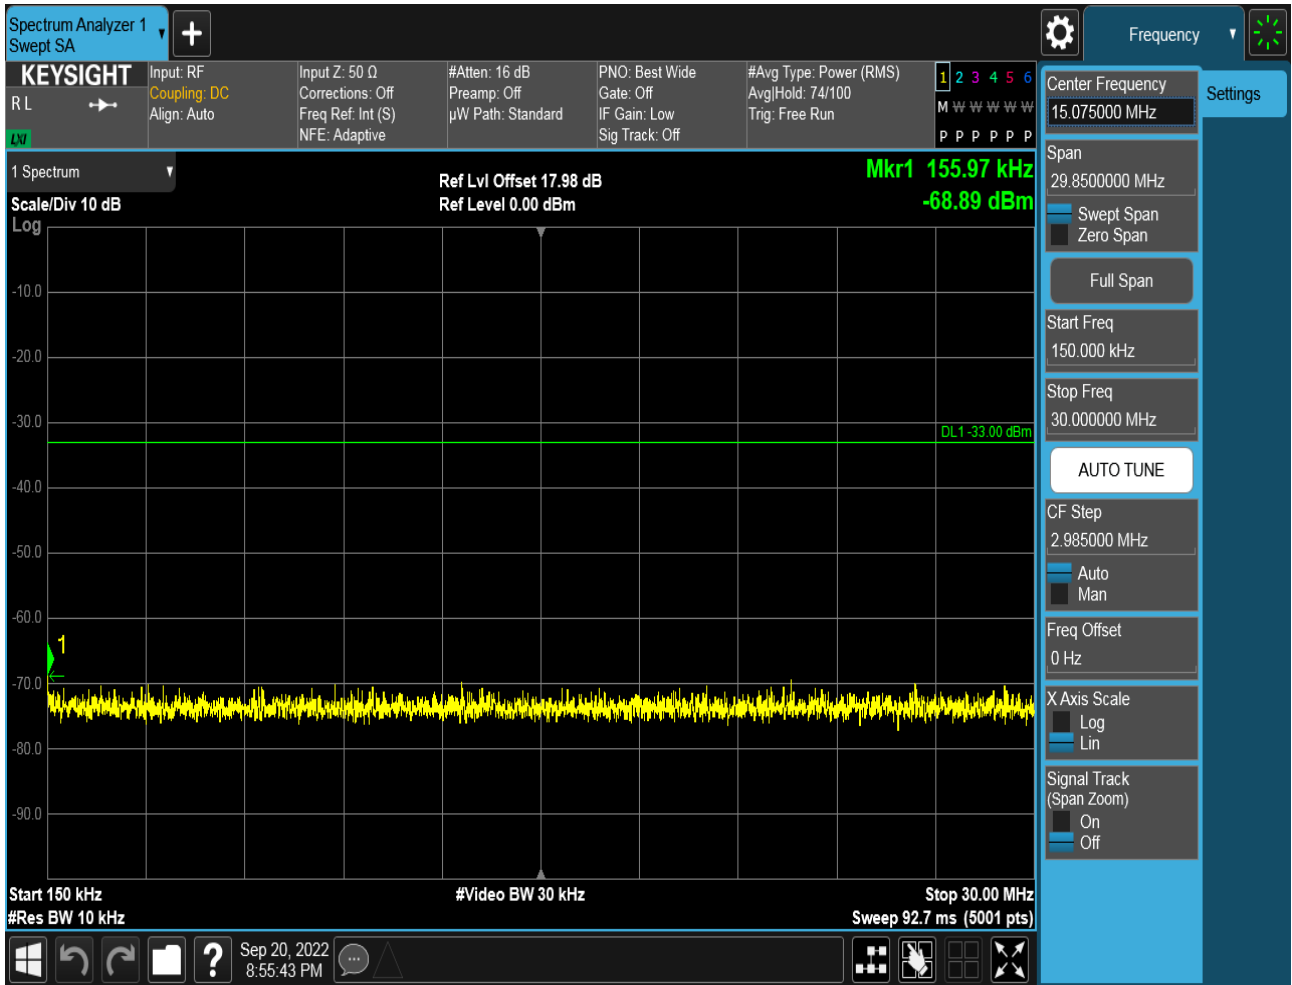 Spectrum Analyzer 1
Swept SA
Frequency
KEYSIGHT
R L
LXI
Input: RF
Coupling: DC
Align: Auto
Input Z: 50 Ω
Corrections: Off
Freq Ref: Int (S)
NFE: Adaptive
#Atten: 16 dB
Preamp: Off
µW Path: Standard
PNO: Best Wide
Gate: Off
IF Gain: Low
Sig Track: Off
#Avg Type: Power (RMS)
Avg|Hold: 74/100
Trig: Free Run
1 2 3 4 5 6
M W W W W W
P P P P P P
1 Spectrum
Scale/Div 10 dB
Log
Ref Lvl Offset 17.98 dB
Ref Level 0.00 dBm
Mkr1 155.97 kHz
-68.89 dBm
-10.0
-20.0
-30.0
DL1 -33.00 dBm
-40.0
-50.0
-60.0
1
-70.0
-80.0
-90.0
Start 150 kHz
#Video BW 30 kHz
Stop 30.00 MHz
#Res BW 10 kHz
Sweep 92.7 ms (5001 pts)
Center Frequency
15.075000 MHz
Settings
Span
29.8500000 MHz
Swept Span
Zero Span
Full Span
Start Freq
150.000 kHz
Stop Freq
30.000000 MHz
AUTO TUNE
CF Step
2.985000 MHz
Auto
Man
Freq Offset
0 Hz
X Axis Scale
Log
Lin
Signal Track
(Span Zoom)
On
Off
?
Sep 20, 2022
8:55:43 PM